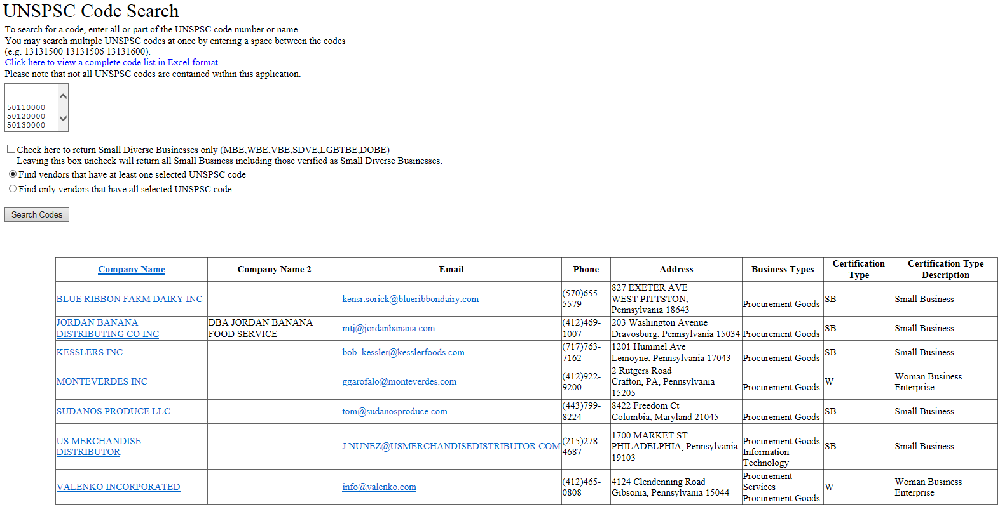 UNSPSC Code Search
To search for a code, enter all or part of the UNSPSC code number or name.
You may search multiple UNSPSC codes at once by entering a space between the codes
(e.g. 13131500 13131506 13131600).
Click here to view a complete code list in Excel format.
Please note that not all UNSPSC codes are contained within this application.
50110000
50120000
50130000
Check here to return Small Diverse Businesses only (MBE,WBE,VBE,SDVE,LGBTBE,DOBE)
Leaving this box uncheck will return all Small Business including those verified as Small Diverse Businesses.
Find vendors that have at least one selected UNSPSC code
Find only vendors that have all selected UNSPSC code
Search Codes
Company Name
Company Name 2
Email
Phone
Address
Business Types
Certification
Type
Certification Type
Description
BLUE RIBBON FARM DAIRY INC
kensr.sorick@blueribbondairy.com
(570)655-
5579
827 EXETER AVE
WEST PITTSTON,
Pennsylvania 18643
Procurement Goods
SB
Small Business
JORDAN BANANA
DISTRIBUTING CO INC
DBA JORDAN BANANA
FOOD SERVICE
mtj@jordanbanana.com
(412)469-
1007
203 Washington Avenue
Dravosburg, Pennsylvania 15034
Procurement Goods
SB
Small Business
KESSLERS INC
bob_kessler@kesslerfoods.com
(717)763-
7162
1201 Hummel Ave
Lemoyne, Pennsylvania 17043
Procurement Goods
SB
Small Business
MONTEVERDES INC
ggarofalo@monteverdes.com
(412)922-
9200
2 Rutgers Road
Crafton, PA, Pennsylvania
15205
Procurement Goods
W
Woman Business
Enterprise
SUDANOS PRODUCE LLC
tom@sudanosproduce.com
(443)799-
8224
8422 Freedom Ct
Columbia, Maryland 21045
Procurement Goods
SB
Small Business
US MERCHANDISE
DISTRIBUTOR
J.NUNEZ@USMERCHANDISEDISTRIBUTOR.COM
(215)278-
4687
1700 MARKET ST
PHILADELPHIA, Pennsylvania
19103
Procurement Goods
Information
Technology
SB
Small Business
VALENKO INCORPORATED
info@valenko.com
(412)465-
0808
4124 Clendenning Road
Gibsonia, Pennsylvania 15044
Procurement
Services
Procurement Goods
W
Woman Business
Enterprise